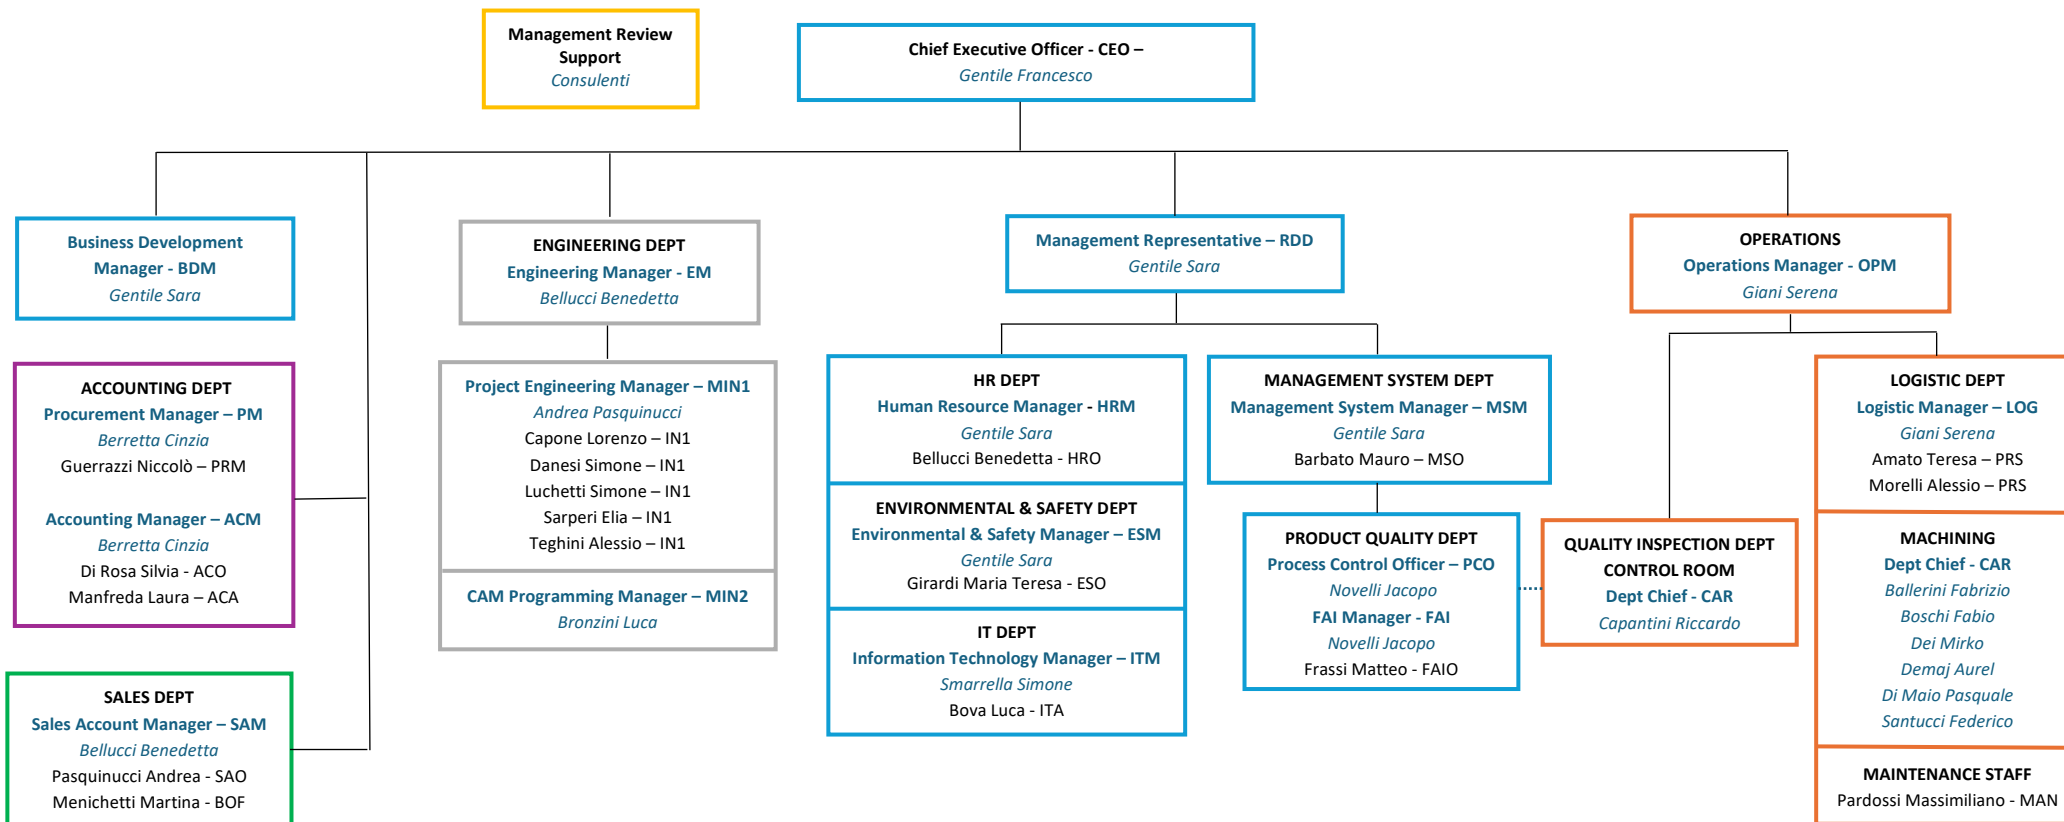 Management Review
Support
Consulenti
Chief Executive Officer - CEO –
Gentile Francesco
Business Development
Manager - BDM
Gentile Sara
ENGINEERING DEPT
Engineering Manager - EM
Bellucci Benedetta
Management Representative – RDD
Gentile Sara
OPERATIONS
Operations Manager - OPM
Giani Serena
ACCOUNTING DEPT
Procurement Manager – PM
Berretta Cinzia
Guerrazzi Niccolò – PRM
Accounting Manager – ACM
Berretta Cinzia
Di Rosa Silvia - ACO
Manfreda Laura – ACA
SALES DEPT
Sales Account Manager – SAM
Bellucci Benedetta
Pasquinucci Andrea - SAO
Menichetti Martina - BOF
Project Engineering Manager – MIN1
Andrea Pasquinucci
Capone Lorenzo – IN1
Danesi Simone – IN1
Luchetti Simone – IN1
Sarperi Elia – IN1
Teghini Alessio – IN1
CAM Programming Manager – MIN2
Bronzini Luca
HR DEPT
Human Resource Manager - HRM
Gentile Sara
Bellucci Benedetta - HRO
ENVIRONMENTAL & SAFETY DEPT
Environmental & Safety Manager – ESM
Gentile Sara
Girardi Maria Teresa - ESO
IT DEPT
Information Technology Manager – ITM
Smarrella Simone
Bova Luca - ITA
MANAGEMENT SYSTEM DEPT
Management System Manager – MSM
Gentile Sara
Barbato Mauro – MSO
PRODUCT QUALITY DEPT
Process Control Officer – PCO
Novelli Jacopo
FAI Manager - FAI
Novelli Jacopo
Frassi Matteo - FAIO
QUALITY INSPECTION DEPT
CONTROL ROOM
Dept Chief - CAR
Capantini Riccardo
LOGISTIC DEPT
Logistic Manager – LOG
Giani Serena
Amato Teresa – PRS
Morelli Alessio – PRS
MACHINING
Dept Chief - CAR
Ballerini Fabrizio
Boschi Fabio
Dei Mirko
Demaj Aurel
Di Maio Pasquale
Santucci Federico
MAINTENANCE STAFF
Pardossi Massimiliano - MAN